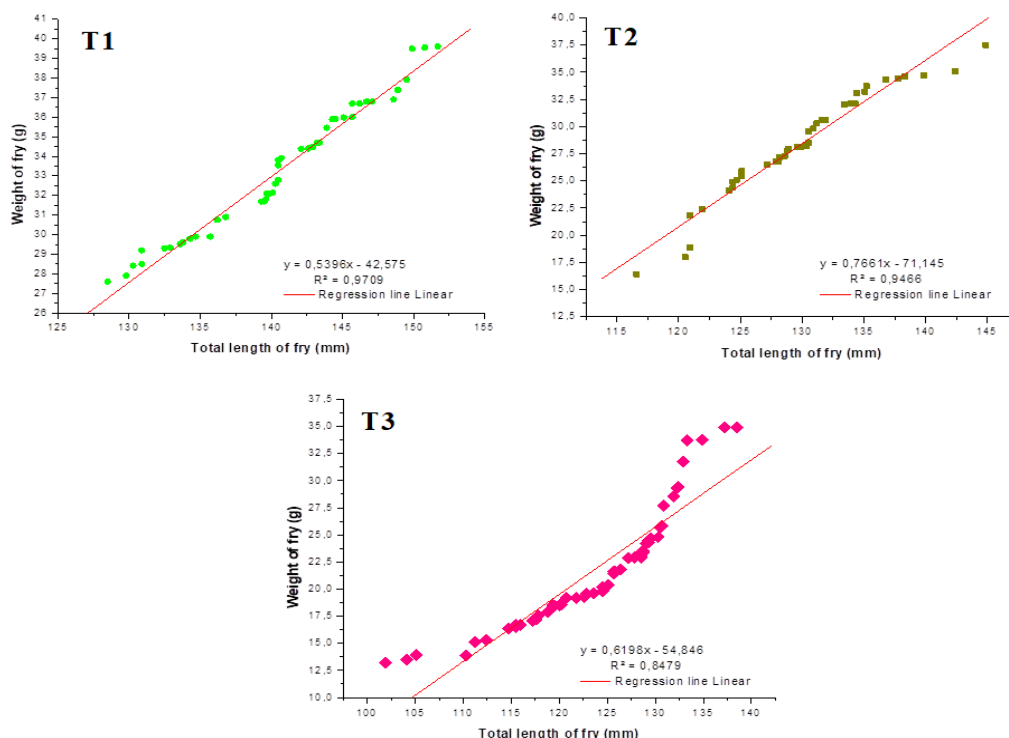 T1
Weight of fry (g)
41
40
39
38
37
36
35
34
33
32
31
30
29
28
27
26
y = 0,5396x - 42,575
R² = 0,9709
Regression line Linear
125 130 135 140 145 150 155
Total length of fry (mm)
T2
Weight of fry (g)
40,0
37,5
35,0
32,5
30,0
27,5
25,0
22,5
20,0
17,5
15,0
12,5
y = 0,7661x - 71,145
R² = 0,9466
Regression line Linear
115 120 125 130 135 140 145
Total length of fry (mm)
T3
Weight of fry (g)
37,5
35,0
32,5
30,0
27,5
25,0
22,5
20,0
17,5
15,0
12,5
10,0
y = 0,6198x - 54,846
R² = 0,8479
Regression line Linear
100 105 110 115 120 125 130 135 140
Total length of fry (mm)